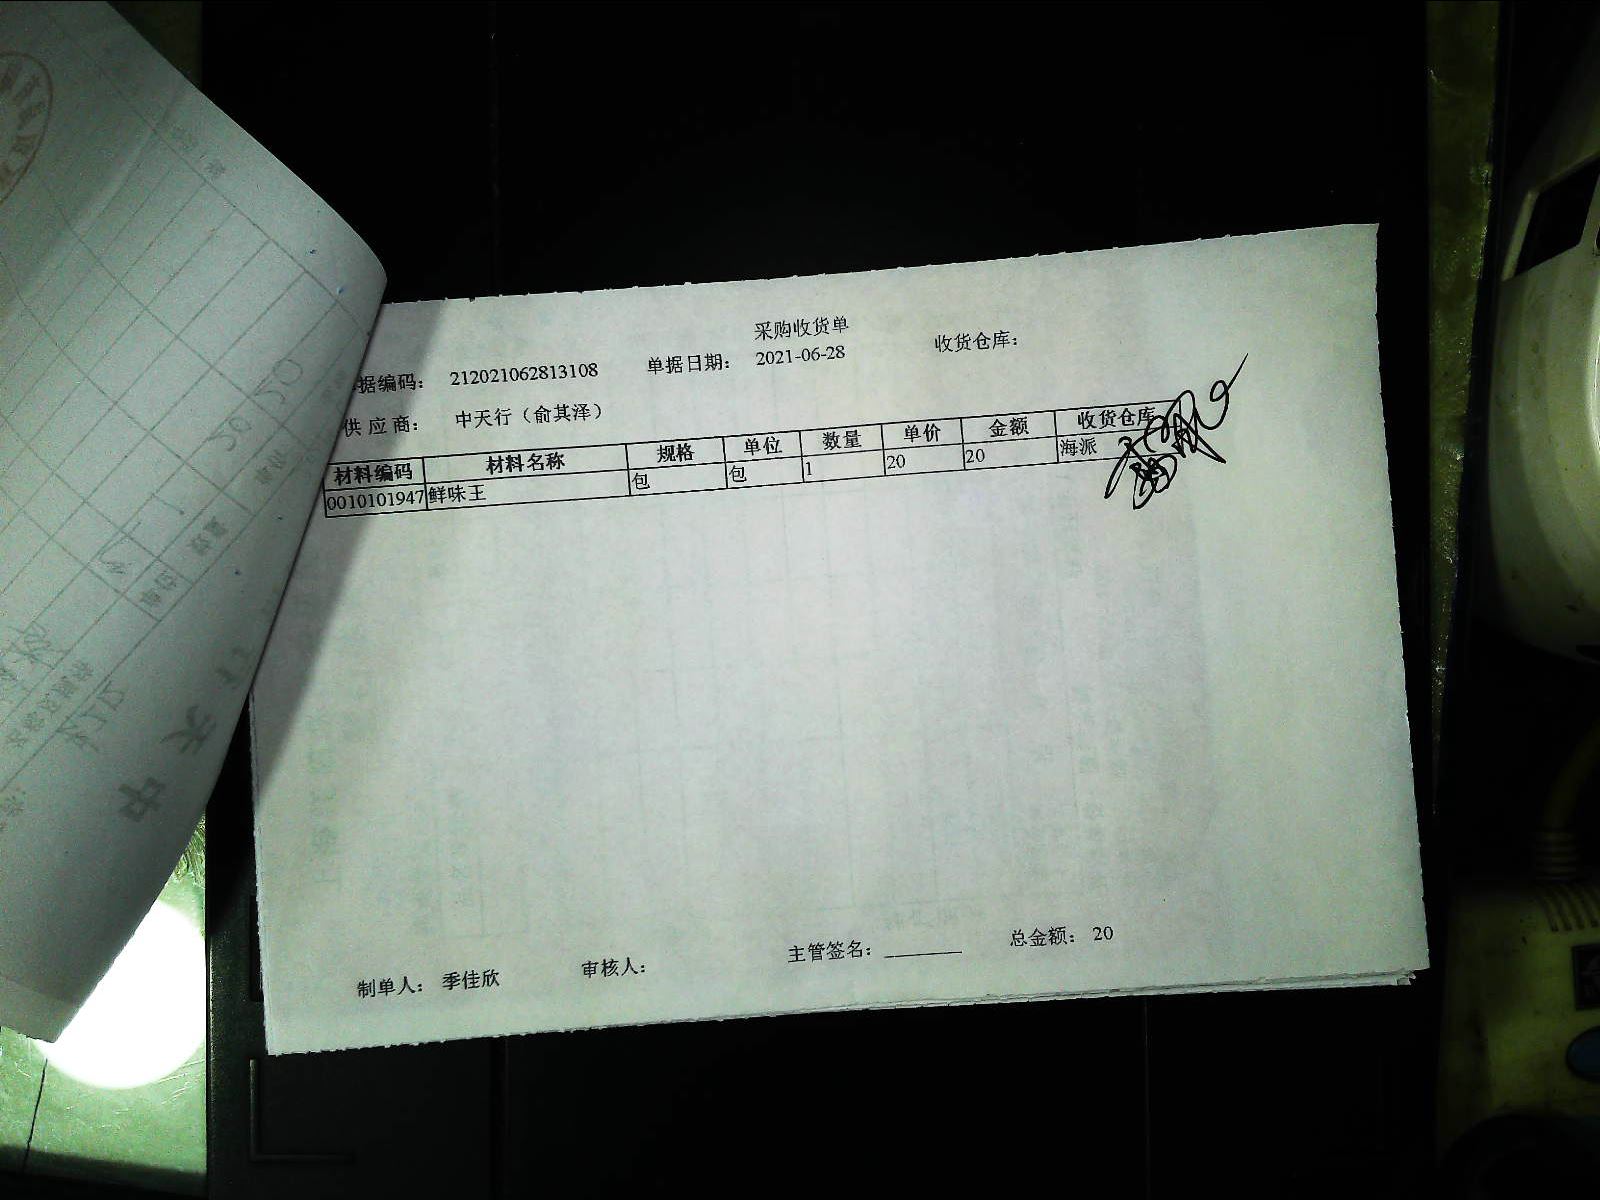 采购收货单
据编码： 212021062813108 单据日期： 2021-06-28 收货仓库：
供应商： 中天行（俞其泽）
材料编码 材料名称 规格 单位 数量 单价 金额 收货仓库
0010101947 鲜味王 包 包 1 20 20 海派
制单人： 季佳欣 审核人： 主管签名： 总金额： 20